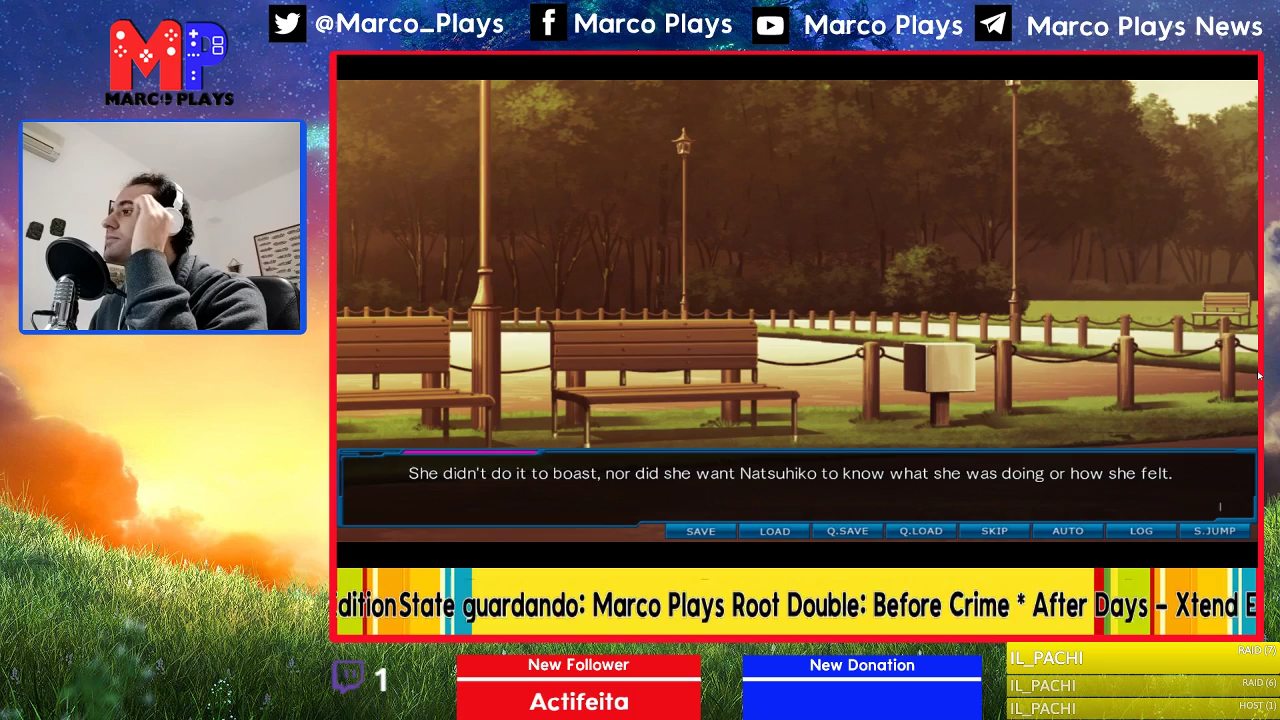 @Marco_Plays
Marco Plays
Marco Plays
Marco Plays News
MP
MARCO PLAYS
She didn't do it to boast, nor did she want Natsuhiko to know what she was doing or how she felt.
SAVE
LOAD
Q.SAVE
Q.LOAD
SKIP
AUTO
LOG
S.JUMP
dition State guardando: Marco Plays Root Double: Before Crime * After Days - Xtend E
1
New Follower
Actifeita
New Donation
IL_PACHI RAID (7)
IL_PACHI RAID (6)
IL_PACHI HOST (1)